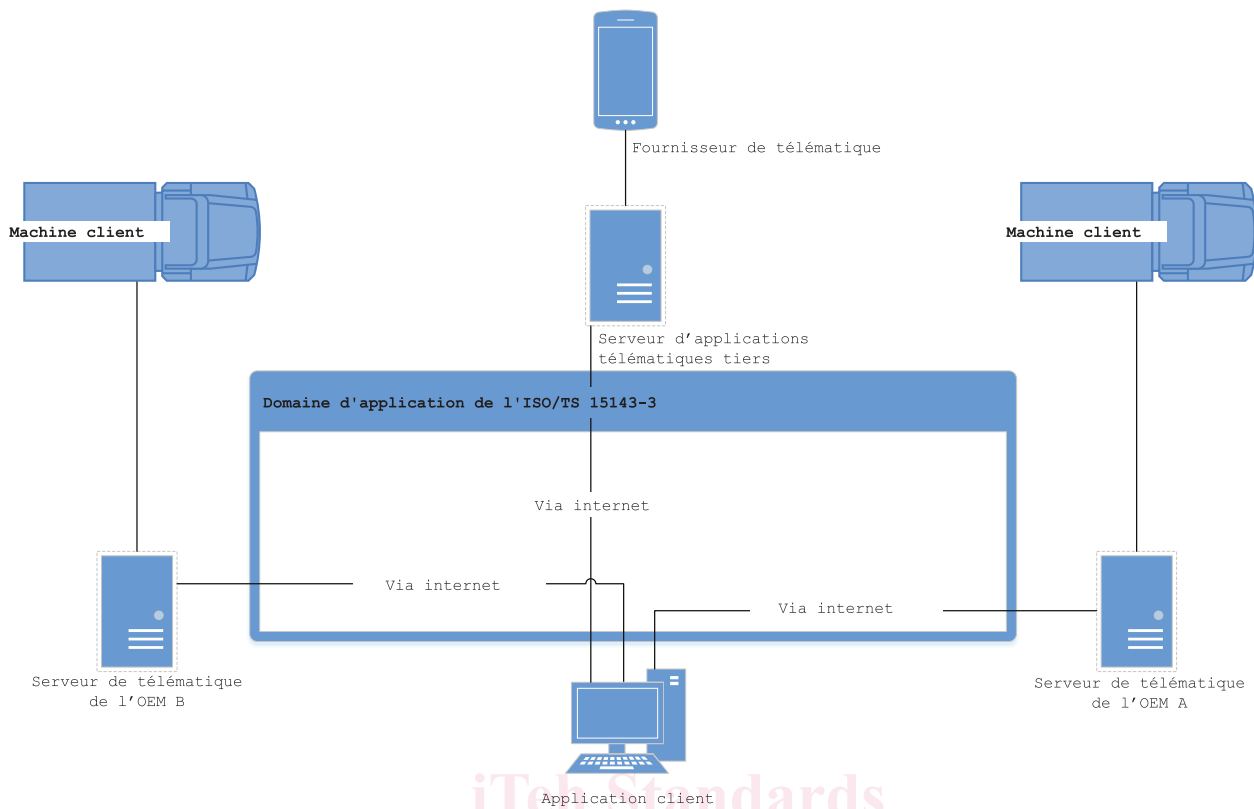 Fournisseur de télématique
Machine client
Machine client
Serveur d’applications
télématiques tiers
Domaine d'application de l'ISO/TS 15143-3
Via internet
Via internet
Via internet
Serveur de télématique
de l’OEM B
Serveur de télématique
de l’OEM A
iTeh Standards
Application client